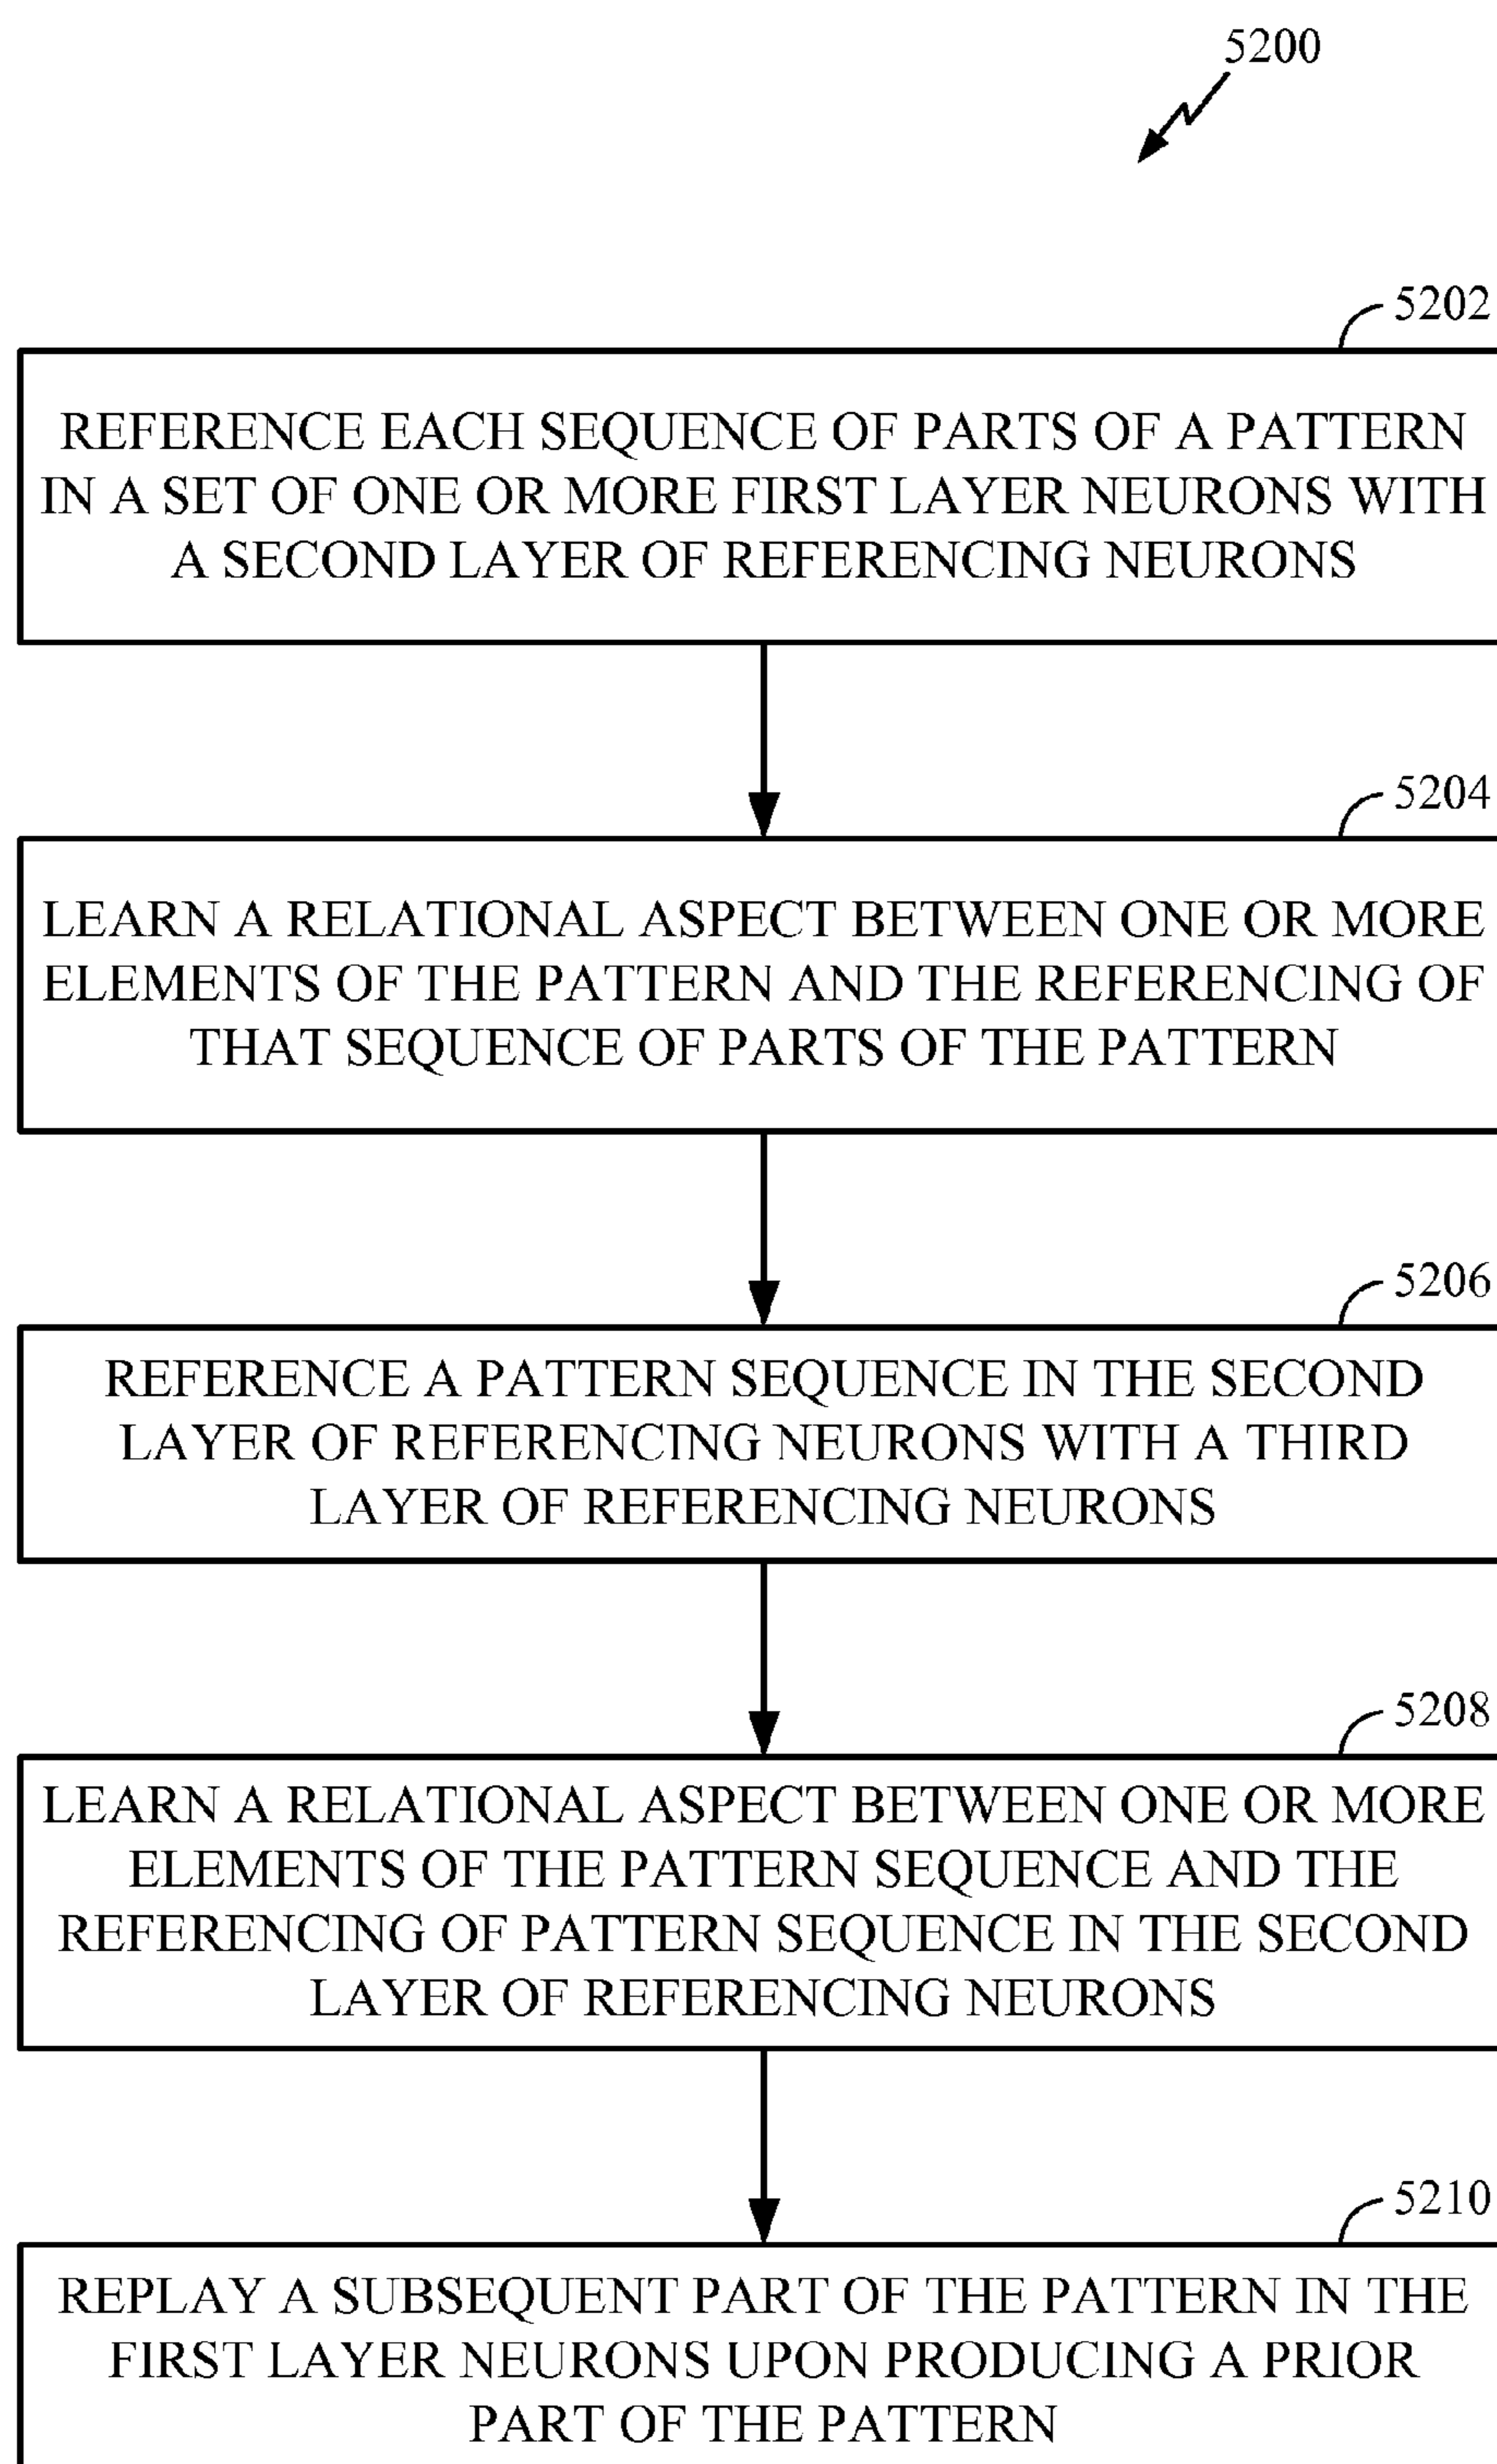 5200
5202
REFERENCE EACH SEQUENCE OF PARTS OF A PATTERN
IN A SET OF ONE OR MORE FIRST LAYER NEURONS WITH
A SECOND LAYER OF REFERENCING NEURONS
5204
LEARN A RELATIONAL ASPECT BETWEEN ONE OR MORE
ELEMENTS OF THE PATTERN AND THE REFERENCING OF
THAT SEQUENCE OF PARTS OF THE PATTERN
5206
REFERENCE A PATTERN SEQUENCE IN THE SECOND
LAYER OF REFERENCING NEURONS WITH A THIRD
LAYER OF REFERENCING NEURONS
5208
LEARN A RELATIONAL ASPECT BETWEEN ONE OR MORE
ELEMENTS OF THE PATTERN SEQUENCE AND THE
REFERENCING OF PATTERN SEQUENCE IN THE SECOND
LAYER OF REFERENCING NEURONS
5210
REPLAY A SUBSEQUENT PART OF THE PATTERN IN THE
FIRST LAYER NEURONS UPON PRODUCING A PRIOR
PART OF THE PATTERN